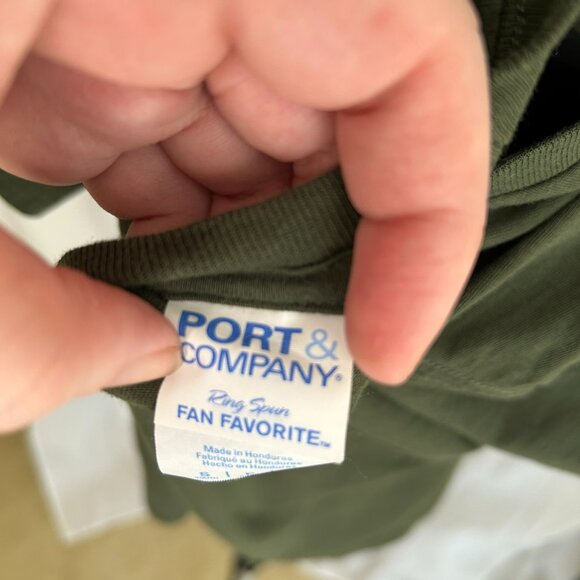 PORT &
COMPANY®
Ring Spun
FAN FAVORITE™
Made in Honduras
Fabriqué au Honduras
Hecho en Honduras
S